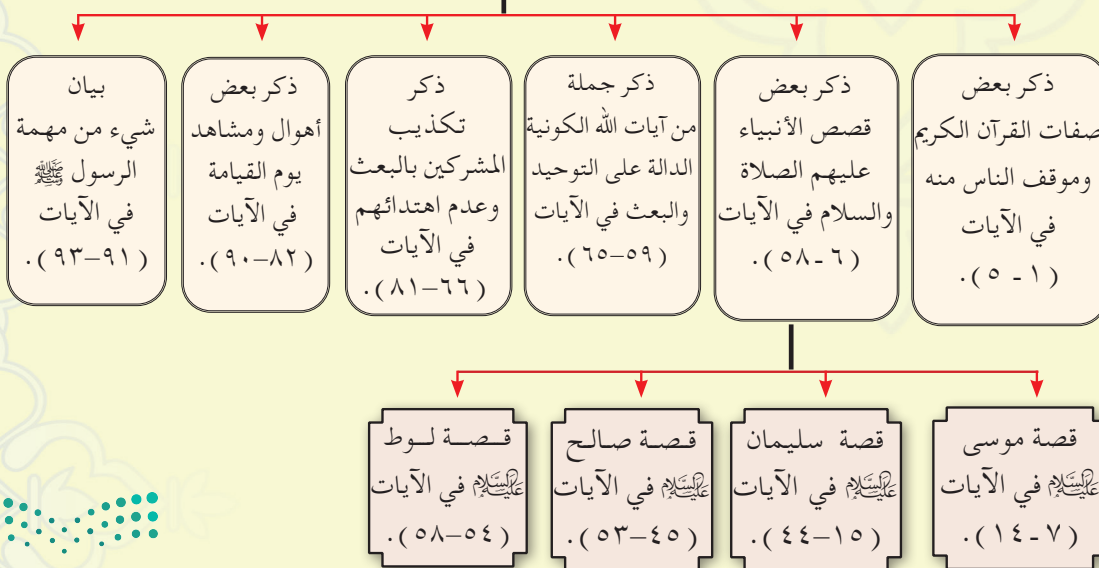 ذكر بعض
صفات القرآن الكريم
وموقف الناس منه
في الآيات
(١ - ٥).
ذكر بعض
قصص الأنبياء
عليهم الصلاة
والسلام في الآيات
(٦ - ٥٨).
ذكر جملة
من آيات الله الكونية
الدالة على التوحيد
والبعث في الآيات
(٥٩–٦٥).
ذكر
تكذيب
المشركين بالبعث
وعدم اهتدائهم
في الآيات
(٦٦–٨١).
ذكر بعض
أهوال ومشاهد
يوم القيامة
في الآيات
(٨٢–٩٠).
بيان
شيء من مهمة
الرسول ﷺ
في الآيات
(٩١–٩٣).
قصة موسى
عليه السلام في الآيات
(٧ - ١٤).
قصة سليمان
عليه السلام في الآيات
(١٥–٤٤).
قـصـة صـالـح
عليه السلام في الآيات
(٤٥–٥٣).
قـصـــة لــوط
عليه السلام في الآيات
(٥٤–٥٨).